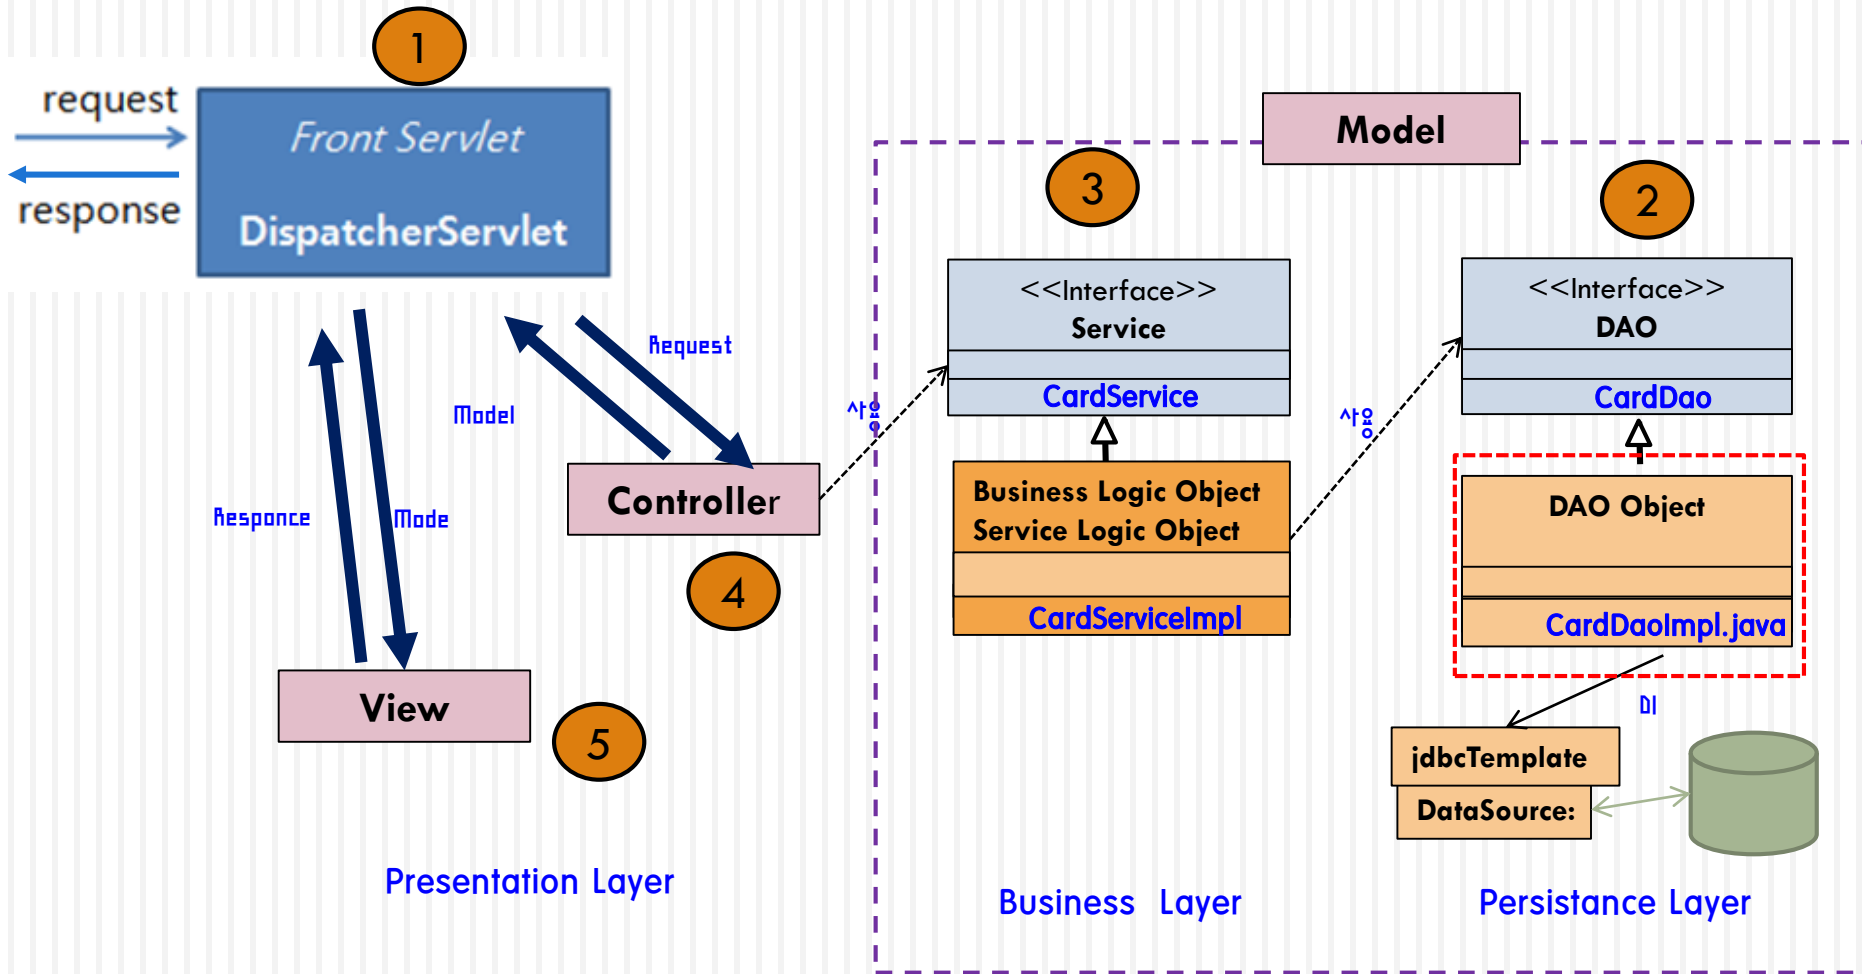 1
request
response
Front Servlet
DispatcherServlet
Model
3
2
<<Interface>>
Service
CardService
<<Interface>>
DAO
CardDao
Request
Model
사용
사용
Responce
Mode
Controller
4
Business Logic Object
Service Logic Object
CardServiceImpl
DAO Object
CardDaoImpl.java
View
5
DI
jdbcTemplate
DataSource:
Presentation Layer
Business Layer
Persistance Layer